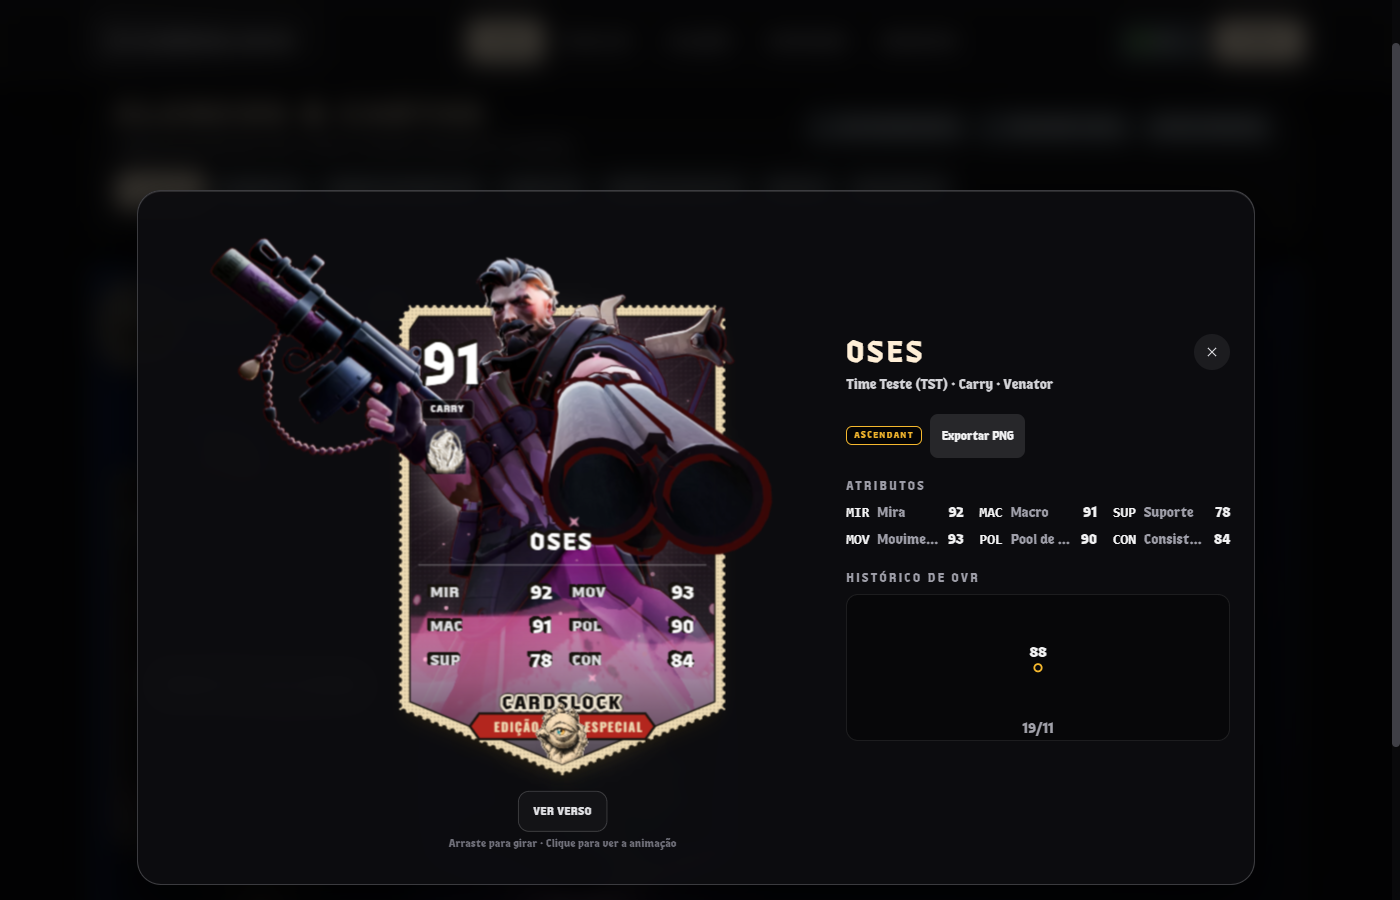 91
CARRY
OSES
MIR 92 MOV 93
MAC 91 POL 90
SUP 78 CON 84
CARDSLOCK
EDIÇÃO ESPECIAL
VER VERSO
Arraste para girar · Clique para ver a animação
OSES
×
Time Teste (TST) · Carry · Venator
ASCENDANT
Exportar PNG
ATRIBUTOS
MIR Mira 92 MAC Macro 91 SUP Suporte 78
MOV Movime... 93 POL Pool de ... 90 CON Consist... 84
HISTÓRICO DE OVR
88
19/11